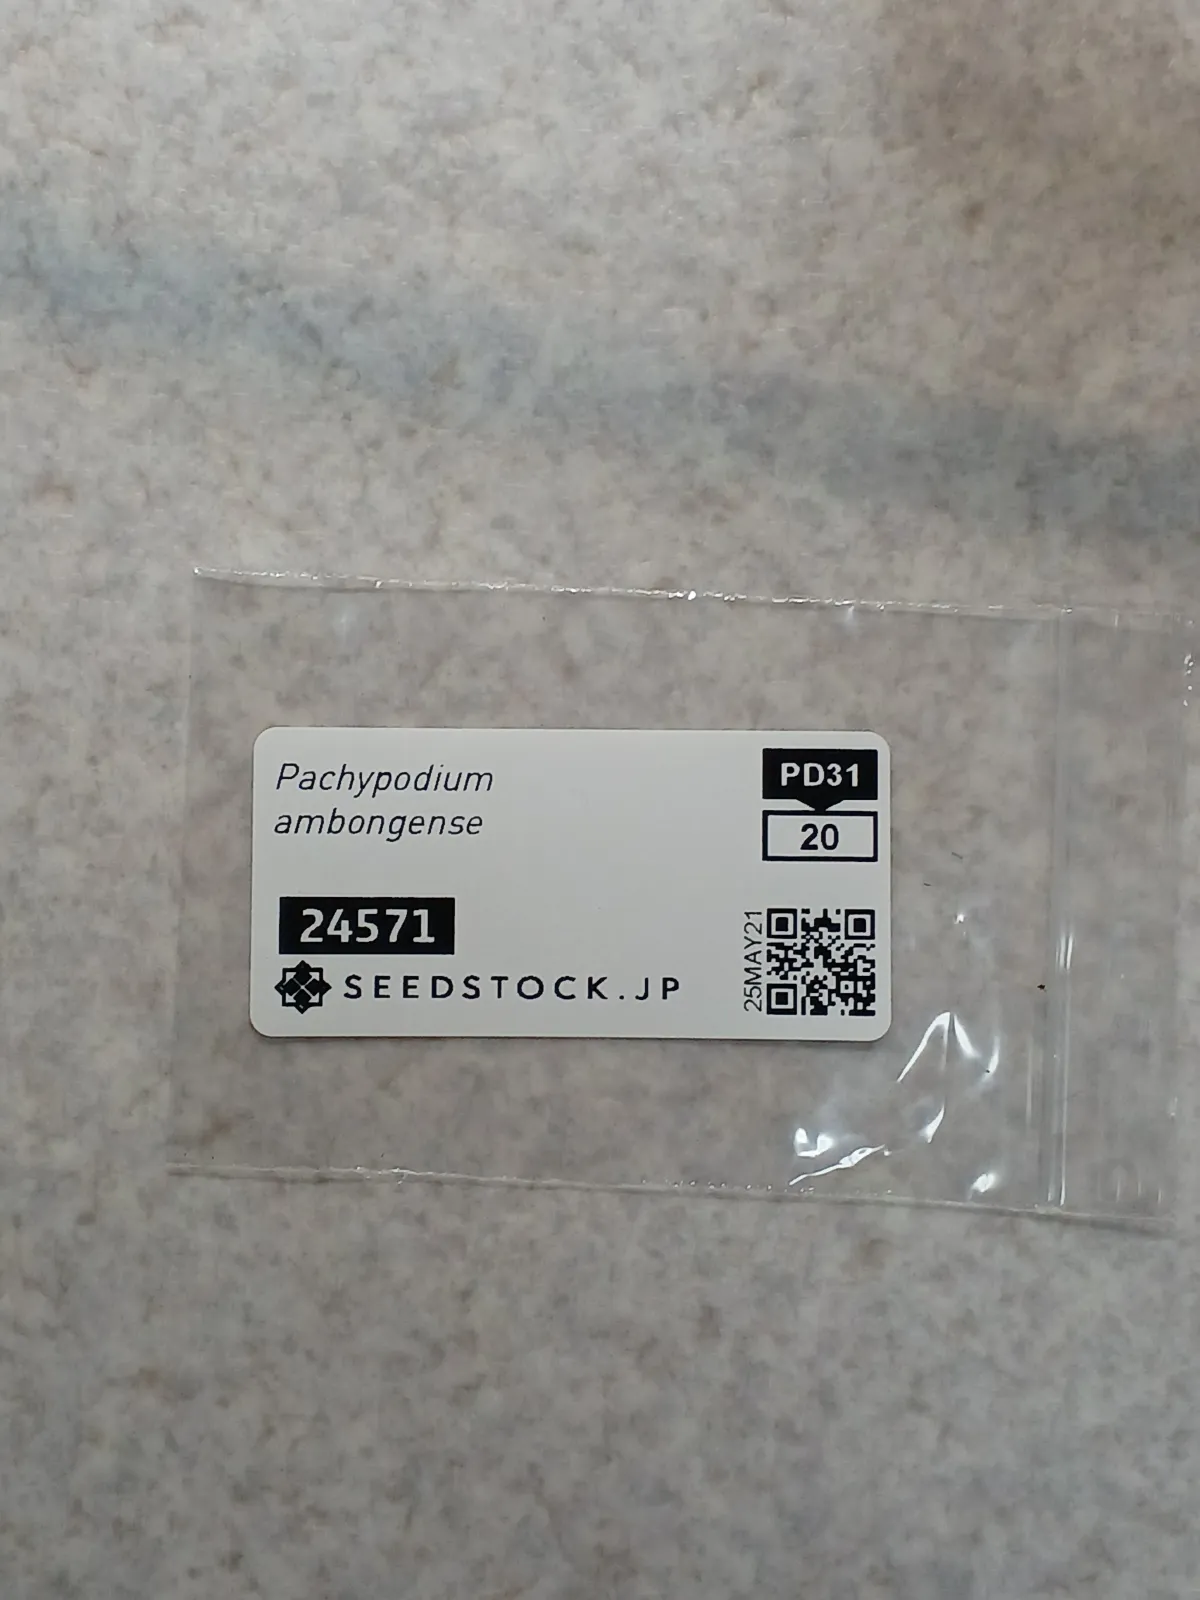 Pachypodium
ambongense
PD31
20
24571
SEEDSTOCK.JP
25MAY21